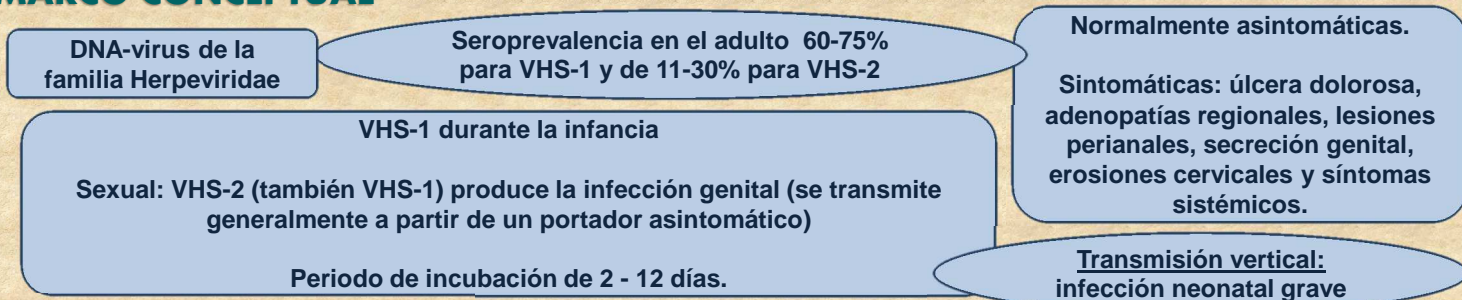 MARCO CONCEPTUAL
DNA-virus de la
familia Herpeviridae
Seroprevalencia en el adulto 60-75%
para VHS-1 y de 11-30% para VHS-2
Normalmente asintomáticas.
Sintomáticas: úlcera dolorosa,
adenopatías regionales, lesiones
perianales, secreción genital,
erosiones cervicales y síntomas
sistémicos.
VHS-1 durante la infancia
Sexual: VHS-2 (también VHS-1) produce la infección genital (se transmite
generalmente a partir de un portador asintomático)
Periodo de incubación de 2 - 12 días.
Transmisión vertical:
infección neonatal grave